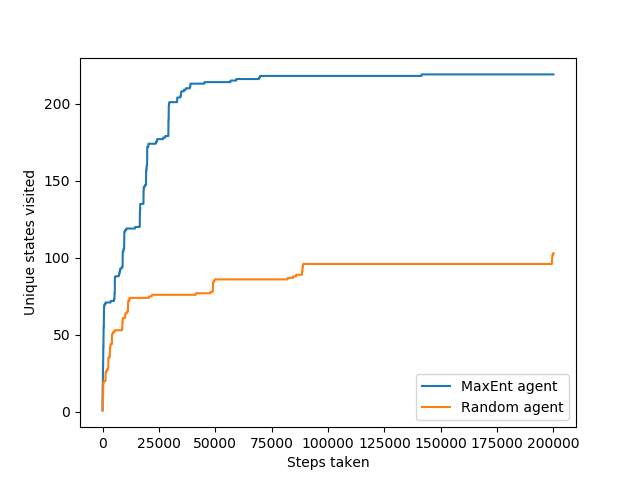 Unique states visited
200
150
100
50
0
MaxEnt agent
Random agent
0 25000 50000 75000 100000 125000 150000 175000 200000
Steps taken